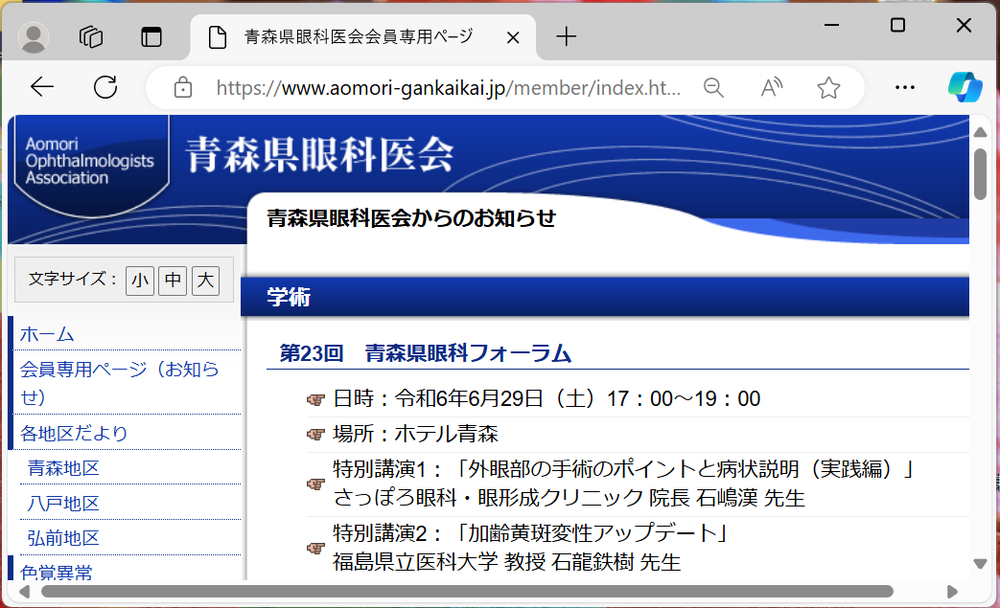 青森県眼科医会会員専用ページ
https://www.aomori-gankaikai.jp/member/index.ht...
Aomori
Ophthalmologists
Association
青森県眼科医会
青森県眼科医会からのお知らせ
文字サイズ： 小 中 大
学術
ホーム
会員専用ページ（お知ら
せ）
各地区だより
青森地区
八戸地区
弘前地区
色覚異常
第23回　青森県眼科フォーラム
日時：令和6年6月29日（土）17：00～19：00
場所：ホテル青森
特別講演1：「外眼部の手術のポイントと病状説明（実践編）」
さっぽろ眼科・眼形成クリニック 院長 石嶋漢 先生
特別講演2：「加齢黄斑変性アップデート」
福島県立医科大学 教授 石龍鉄樹 先生